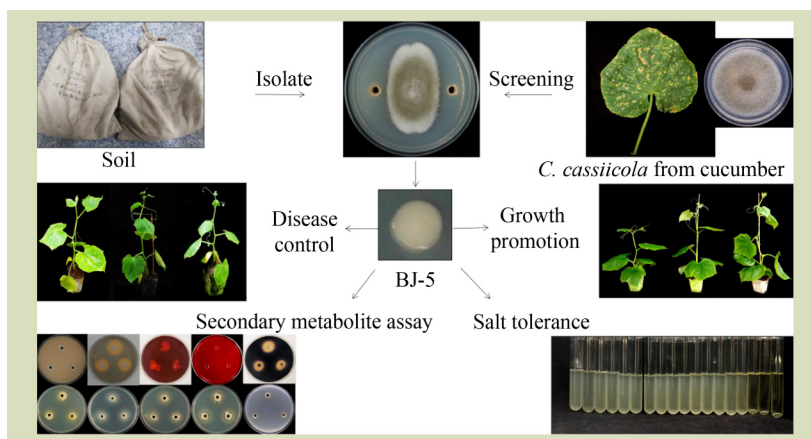 Isolate
Screening
Soil
C. cassiicola from cucumber
Disease
control
Growth
promotion
BJ-5
Secondary metabolite assay
Salt tolerance